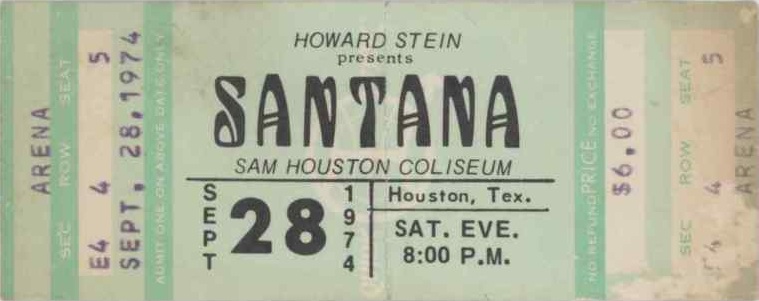 ARENA
SEC ROW SEAT
E4 4 5
SEPT. 28,1974
ADMIT ONE ON ABOVE DATE ONLY
HOWARD STEIN
presents
SANTANA
SAM HOUSTON COLISEUM
SEPT 28 1974
Houston, Tex.
SAT. EVE.
8:00 P.M.
NO REFUND PRICE NO EXCHANGE
$6.00
SEC ROW SEAT
4 5
ARENA